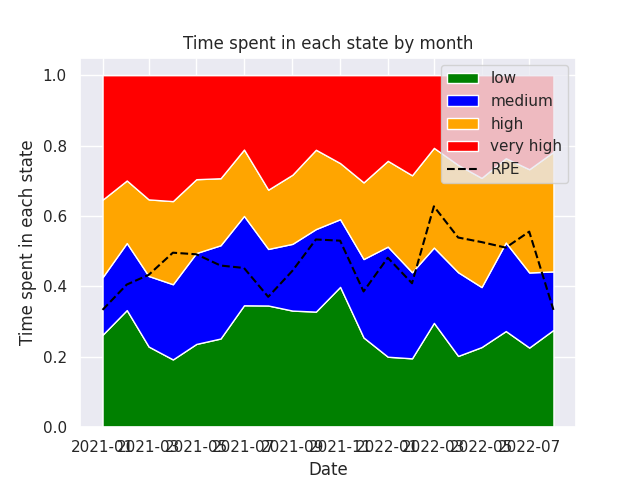 Time spent in each state by month
1.0
0.8
0.6
0.4
0.2
0.0
Time spent in each state
low
medium
high
very high
RPE
2021-01 2021-03 2021-05 2021-07 2021-09 2021-11 2022-01 2022-03 2022-05 2022-07
Date